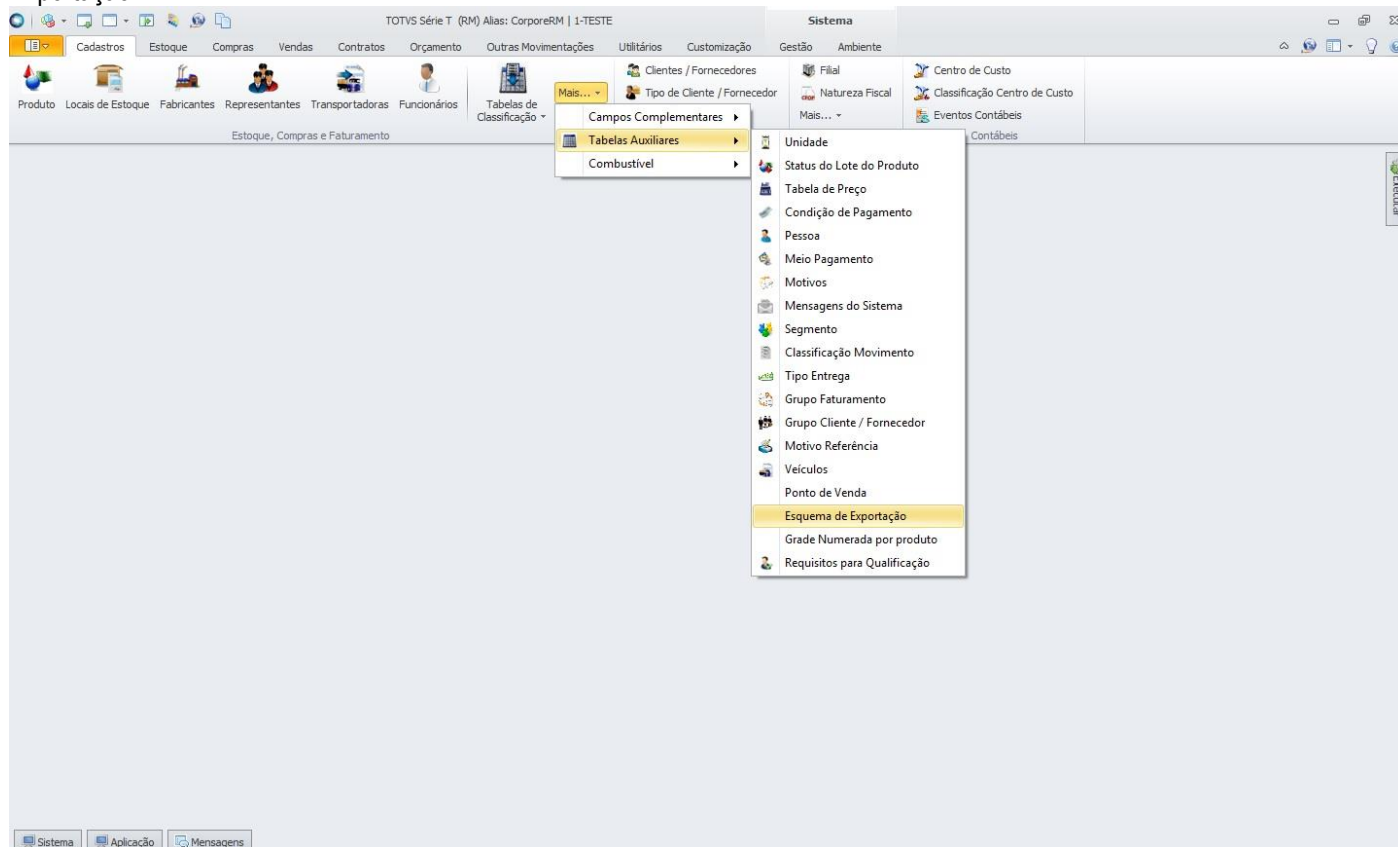 TOTVS Série T (RM) Alias: CorporeRM | 1-TESTE
Sistema
Cadastros Estoque Compras Vendas Contratos Orçamento Outras Movimentações Utilitários Customização Gestão Ambiente
Produto
Locais de Estoque
Fabricantes
Representantes
Transportadoras
Funcionários
Tabelas de
Classificação
Mais...
Clientes / Fornecedores
Tipo de Cliente / Fornecedor
Filial
Natureza Fiscal
Mais...
Centro de Custo
Classificação Centro de Custo
Eventos Contábeis
Estoque, Compras e Faturamento
Contábeis
Campos Complementares
Tabelas Auxiliares
Combustível
Unidade
Status do Lote do Produto
Tabela de Preço
Condição de Pagamento
Pessoa
Meio Pagamento
Motivos
Mensagens do Sistema
Segmento
Classificação Movimento
Tipo Entrega
Grupo Faturamento
Grupo Cliente / Fornecedor
Motivo Referência
Veículos
Ponto de Venda
Esquema de Exportação
Grade Numerada por produto
Requisitos para Qualificação
Executar
Sistema Aplicação Mensagens